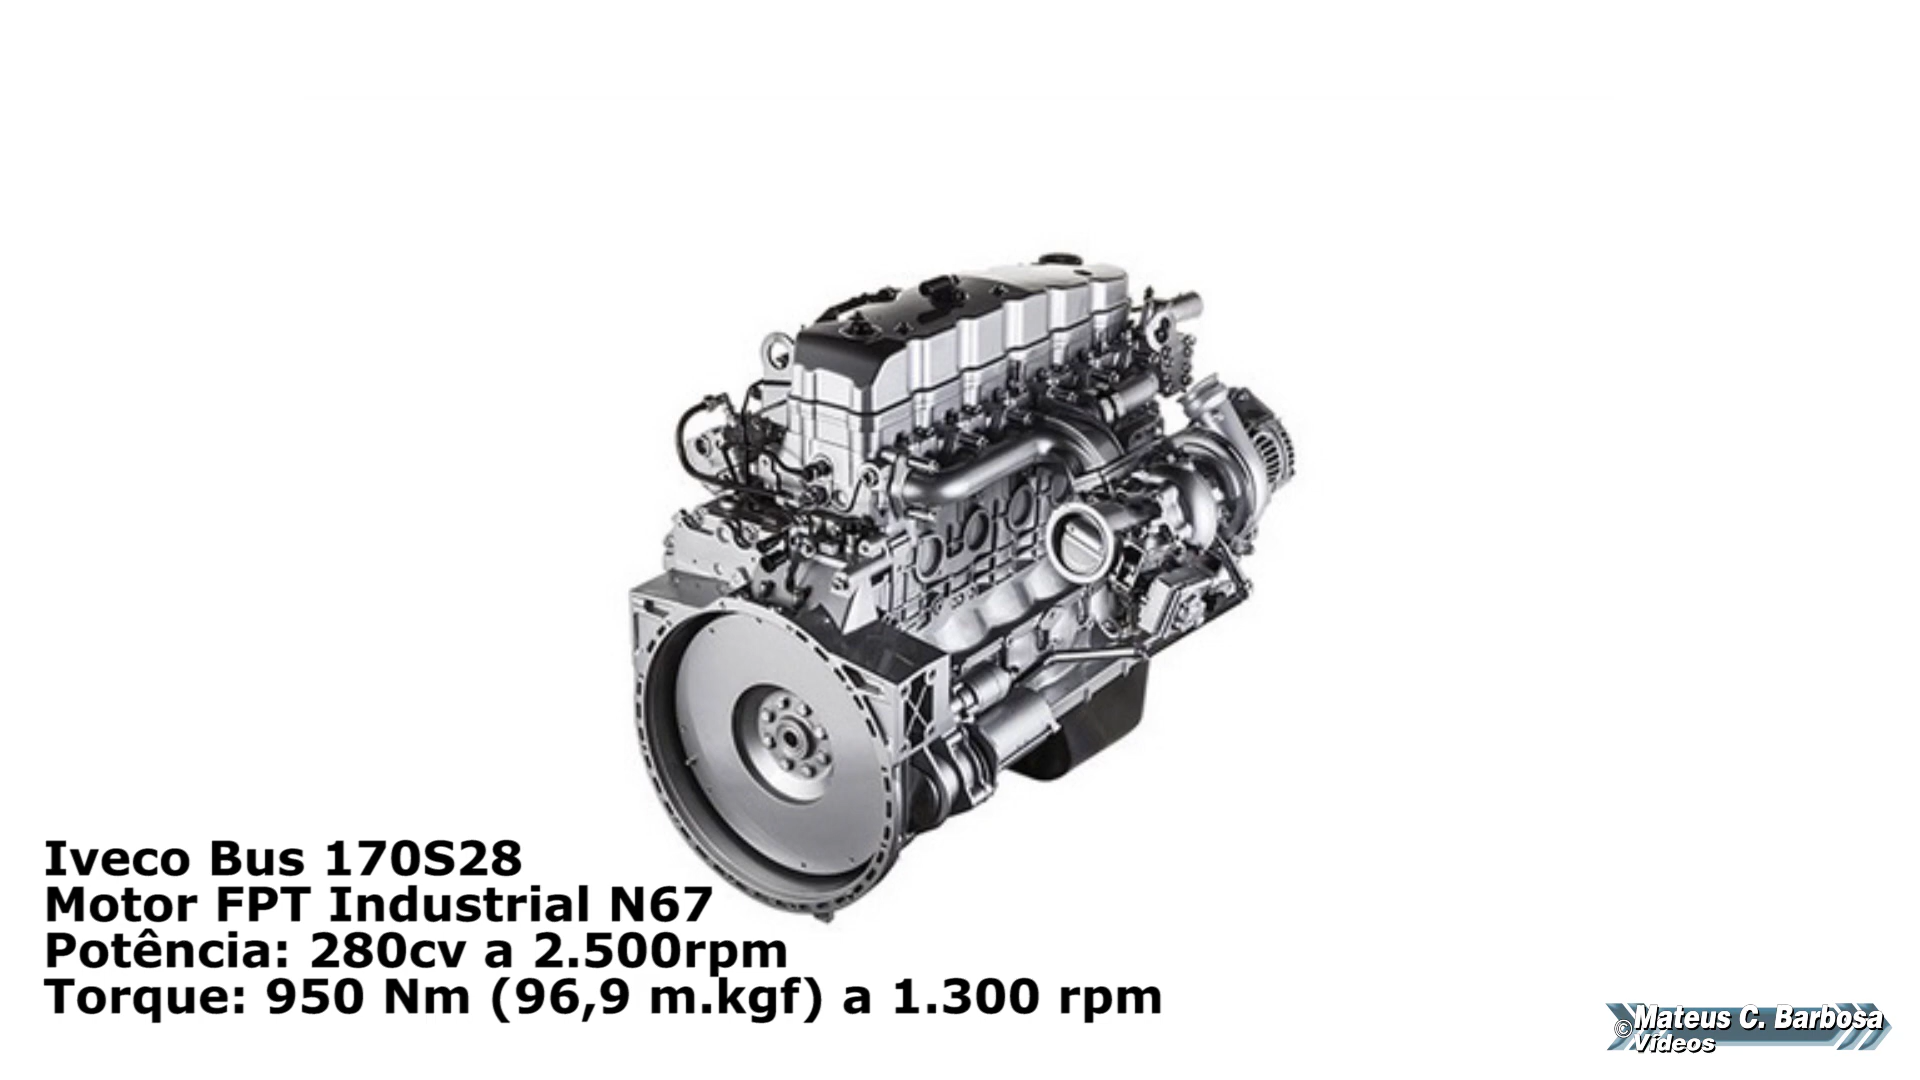 Iveco Bus 170S28
Motor FPT Industrial N67
Potência: 280cv a 2.500rpm
Torque: 950 Nm (96,9 m.kgf) a 1.300 rpm
© Mateus C. Barbosa
Vídeos